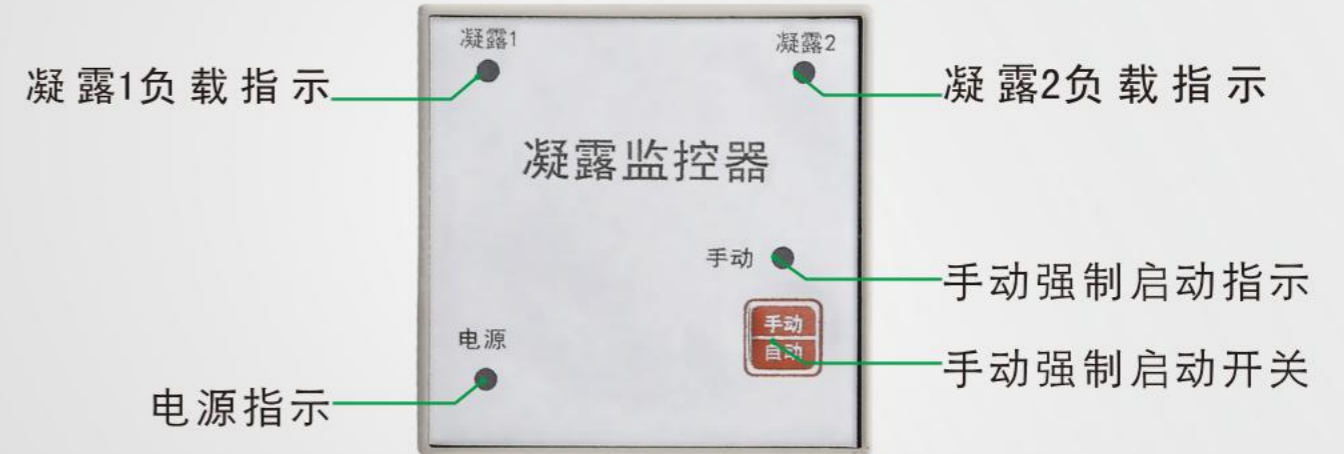 凝露1
凝露2
凝露1负载指示
凝露2负载指示
凝露监控器
手动
手动强制启动指示
手动
自动
电源
手动强制启动开关
电源指示